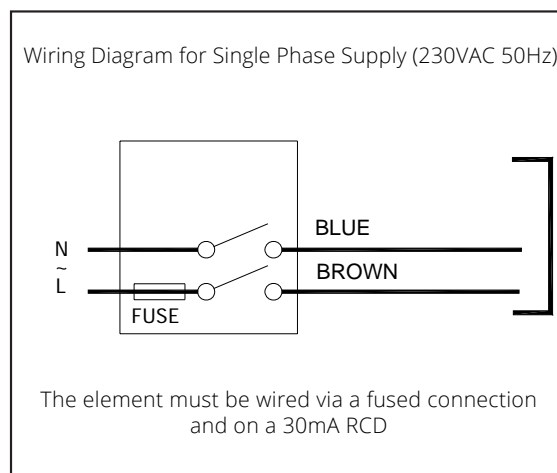 Wiring Diagram for Single Phase Supply (230VAC 50Hz)
BLUE
N
~
BROWN
L
FUSE
The element must be wired via a fused connection
and on a 30mA RCD